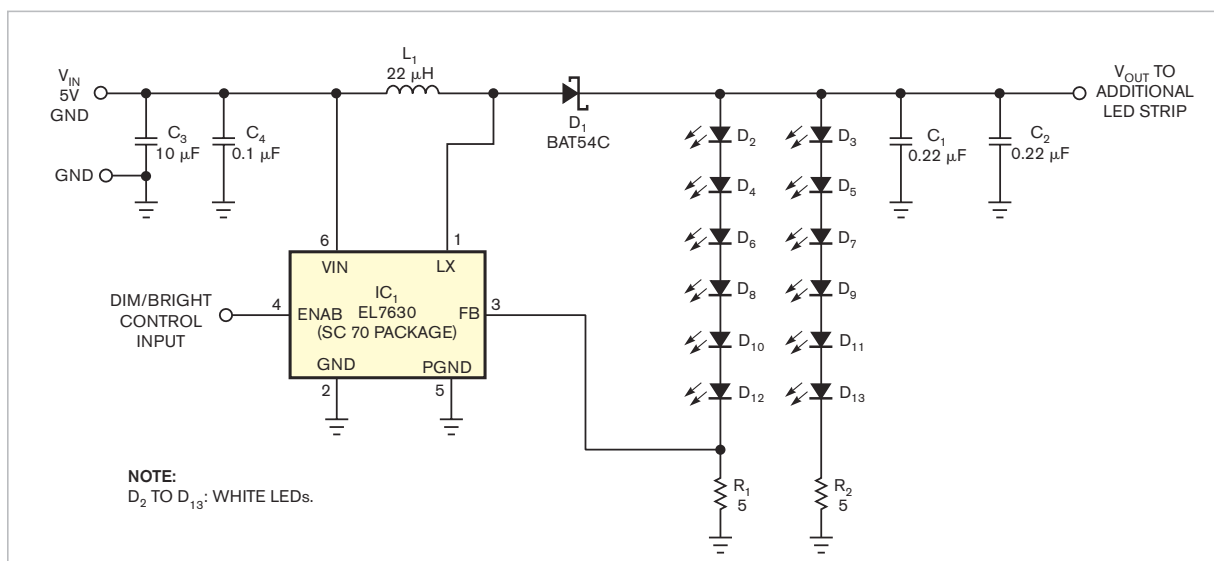 V_IN
5V
GND
GND
C_3
10 μF
C_4
0.1 μF
L_1
22 μH
D_1
BAT54C
V_OUT TO
ADDITIONAL
LED STRIP
D_2
D_3
D_4
D_5
D_6
D_7
D_8
D_9
D_10
D_11
D_12
D_13
C_1
0.22 μF
C_2
0.22 μF
6
1
VIN
LX
IC_1
EL7630
(SC 70 PACKAGE)
DIM/BRIGHT
CONTROL
INPUT
4
ENAB
FB
3
GND
PGND
2
5
R_1
5
R_2
5
NOTE:
D_2 TO D_13: WHITE LEDs.